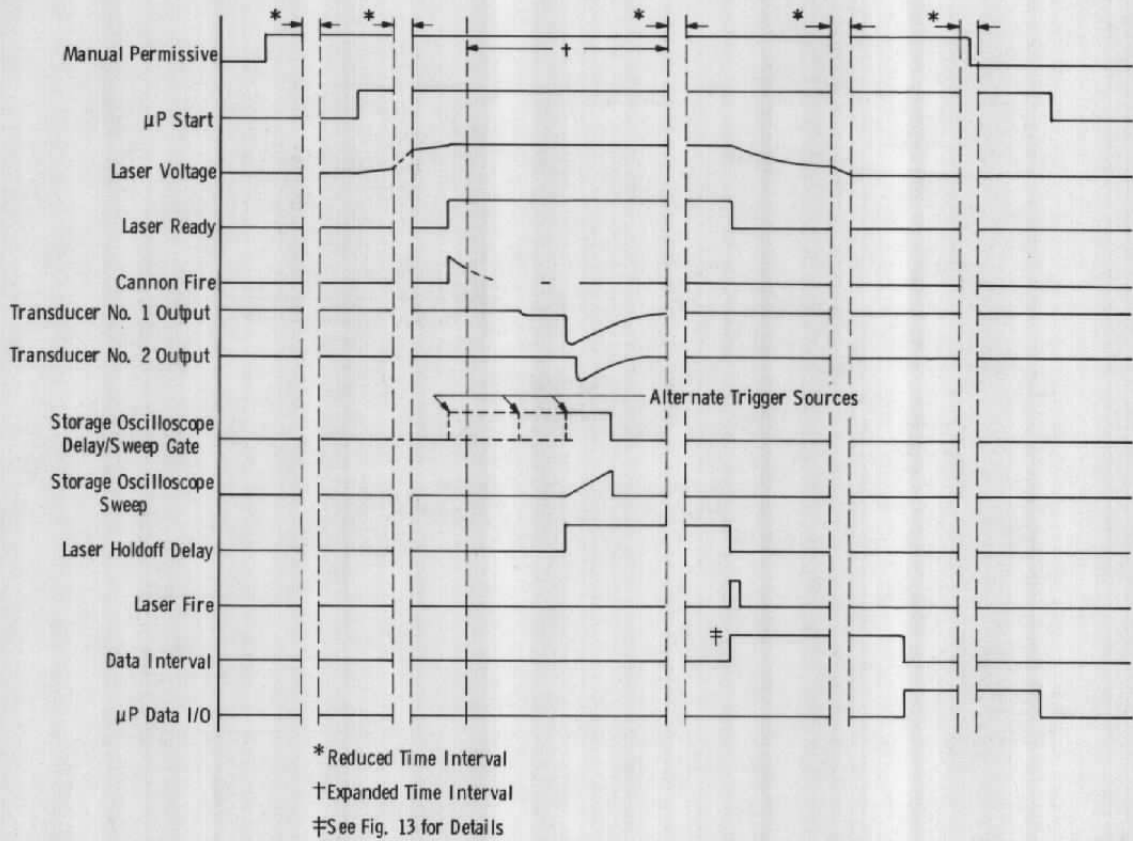 * * * * *
†
Manual Permissive
µP Start
Laser Voltage
Laser Ready
Cannon Fire
Transducer No. 1 Output
Transducer No. 2 Output
Alternate Trigger Sources
Storage Oscilloscope
Delay/Sweep Gate
Storage Oscilloscope
Sweep
Laser Holdoff Delay
Laser Fire
‡
Data Interval
µP Data I/O
*Reduced Time Interval
†Expanded Time Interval
‡See Fig. 13 for Details